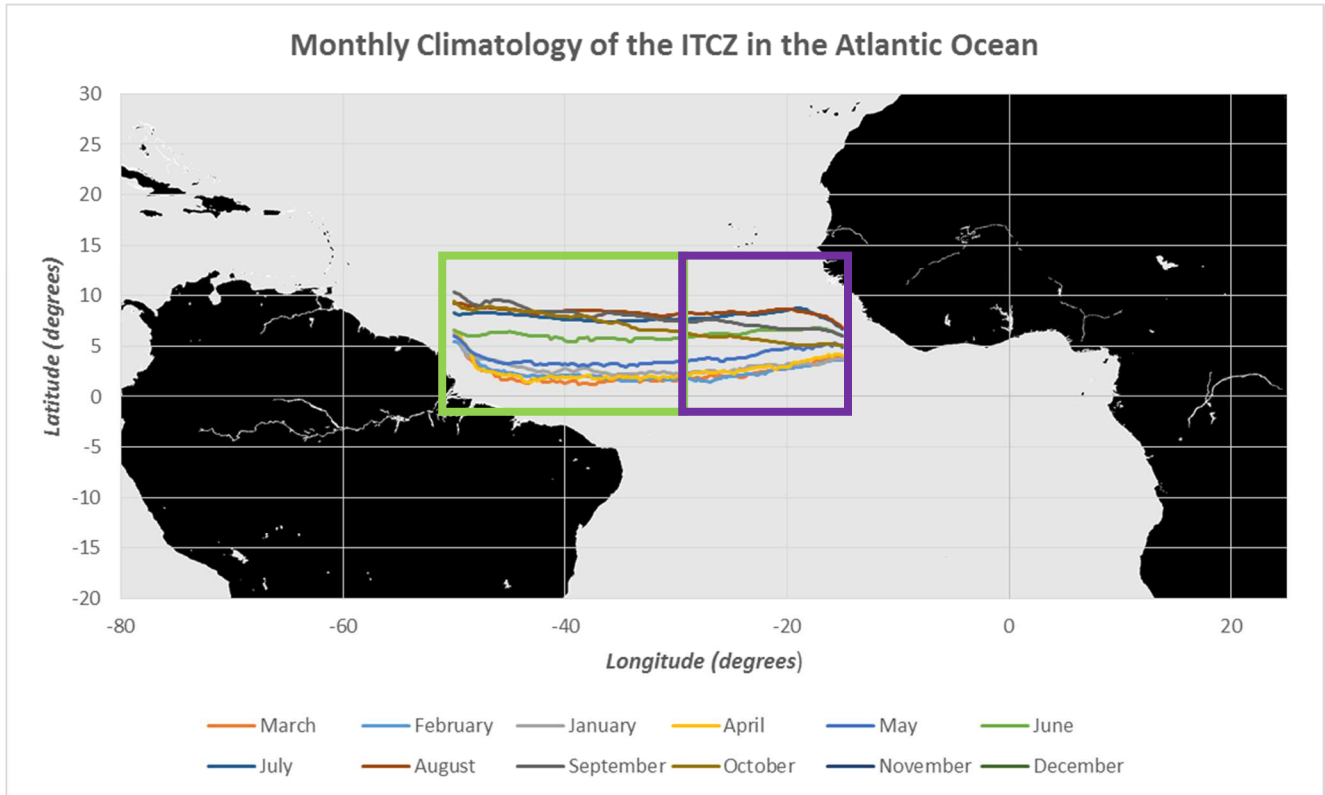 Monthly Climatology of the ITCZ in the Atlantic Ocean
30
25
20
15
10
5
0
-5
-10
-15
-20
Latitude (degrees)
-80 -60 -40 -20 0 20
Longitude (degrees)
March February January April May June
July August September October November December